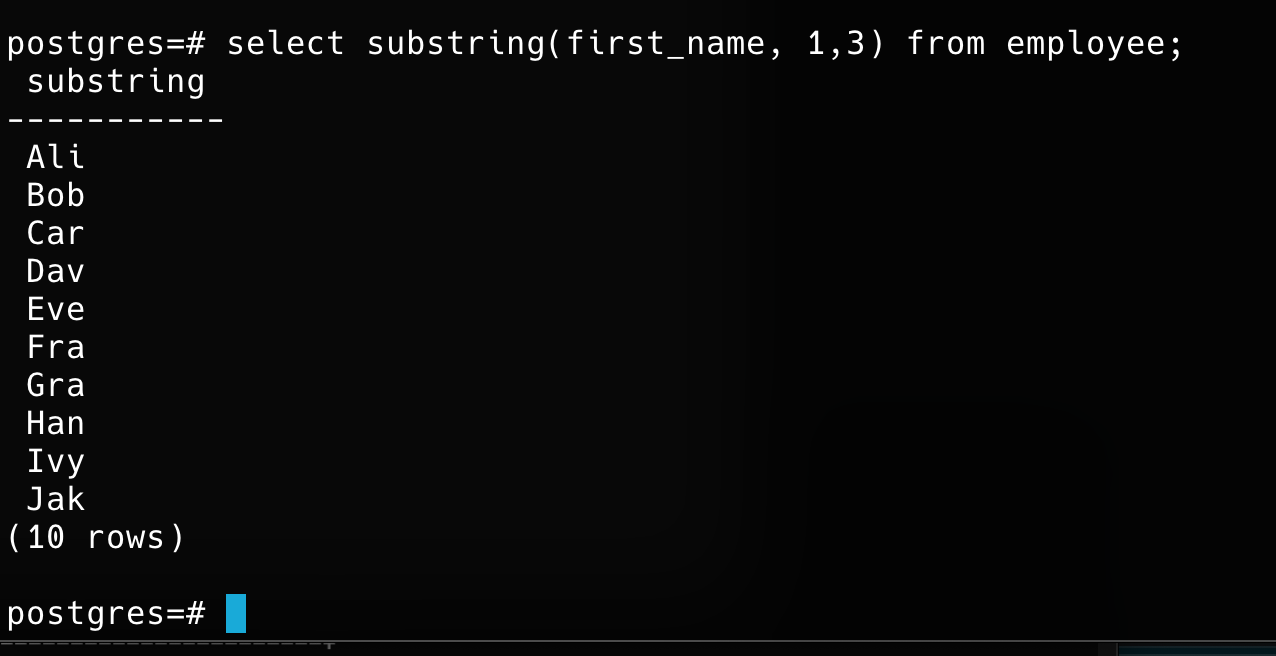 postgres=# select substring(first_name, 1,3) from employee;
 substring
-----------
 Ali
 Bob
 Car
 Dav
 Eve
 Fra
 Gra
 Han
 Ivy
 Jak
(10 rows)
postgres=#